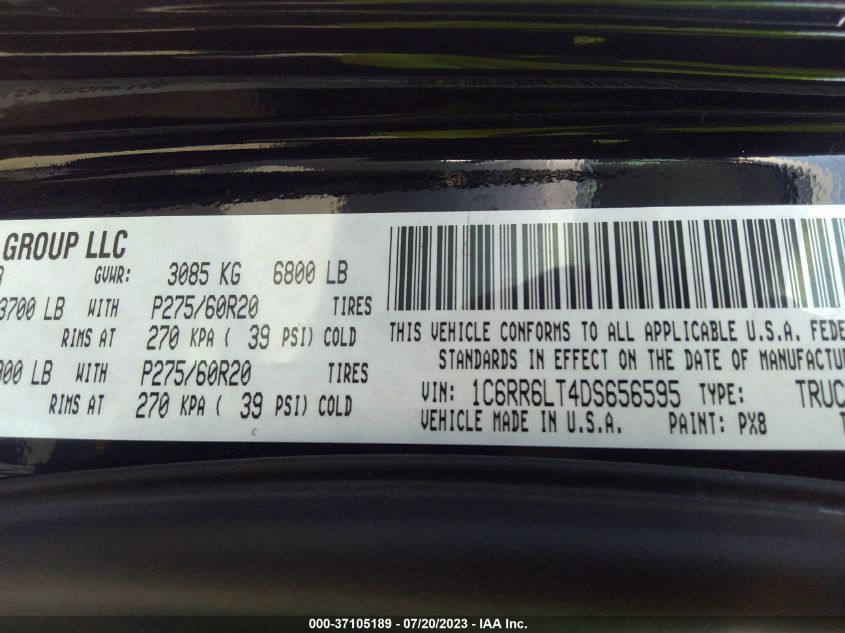 GROUP LLC
GVWR: 3085 KG 6800 LB
3700 LB WITH P275/60R20 TIRES
RIMS AT 270 KPA ( 39 PSI) COLD
900 LB WITH P275/60R20 TIRES
RIMS AT 270 KPA ( 39 PSI) COLD
THIS VEHICLE CONFORMS TO ALL APPLICABLE U.S.A. FEDE
STANDARDS IN EFFECT ON THE DATE OF MANUFACTU
VIN: 1C6RR6LT4DS656595 TYPE: TRUC
VEHICLE MADE IN U.S.A. PAINT: PX8
000-37105189 - 07/20/2023 - IAA Inc.